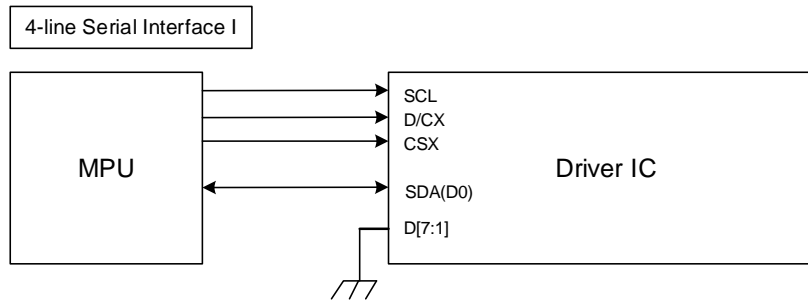 4-line Serial Interface I
MPU
SCL
D/CX
CSX
SDA(D0)
D[7:1]
Driver IC